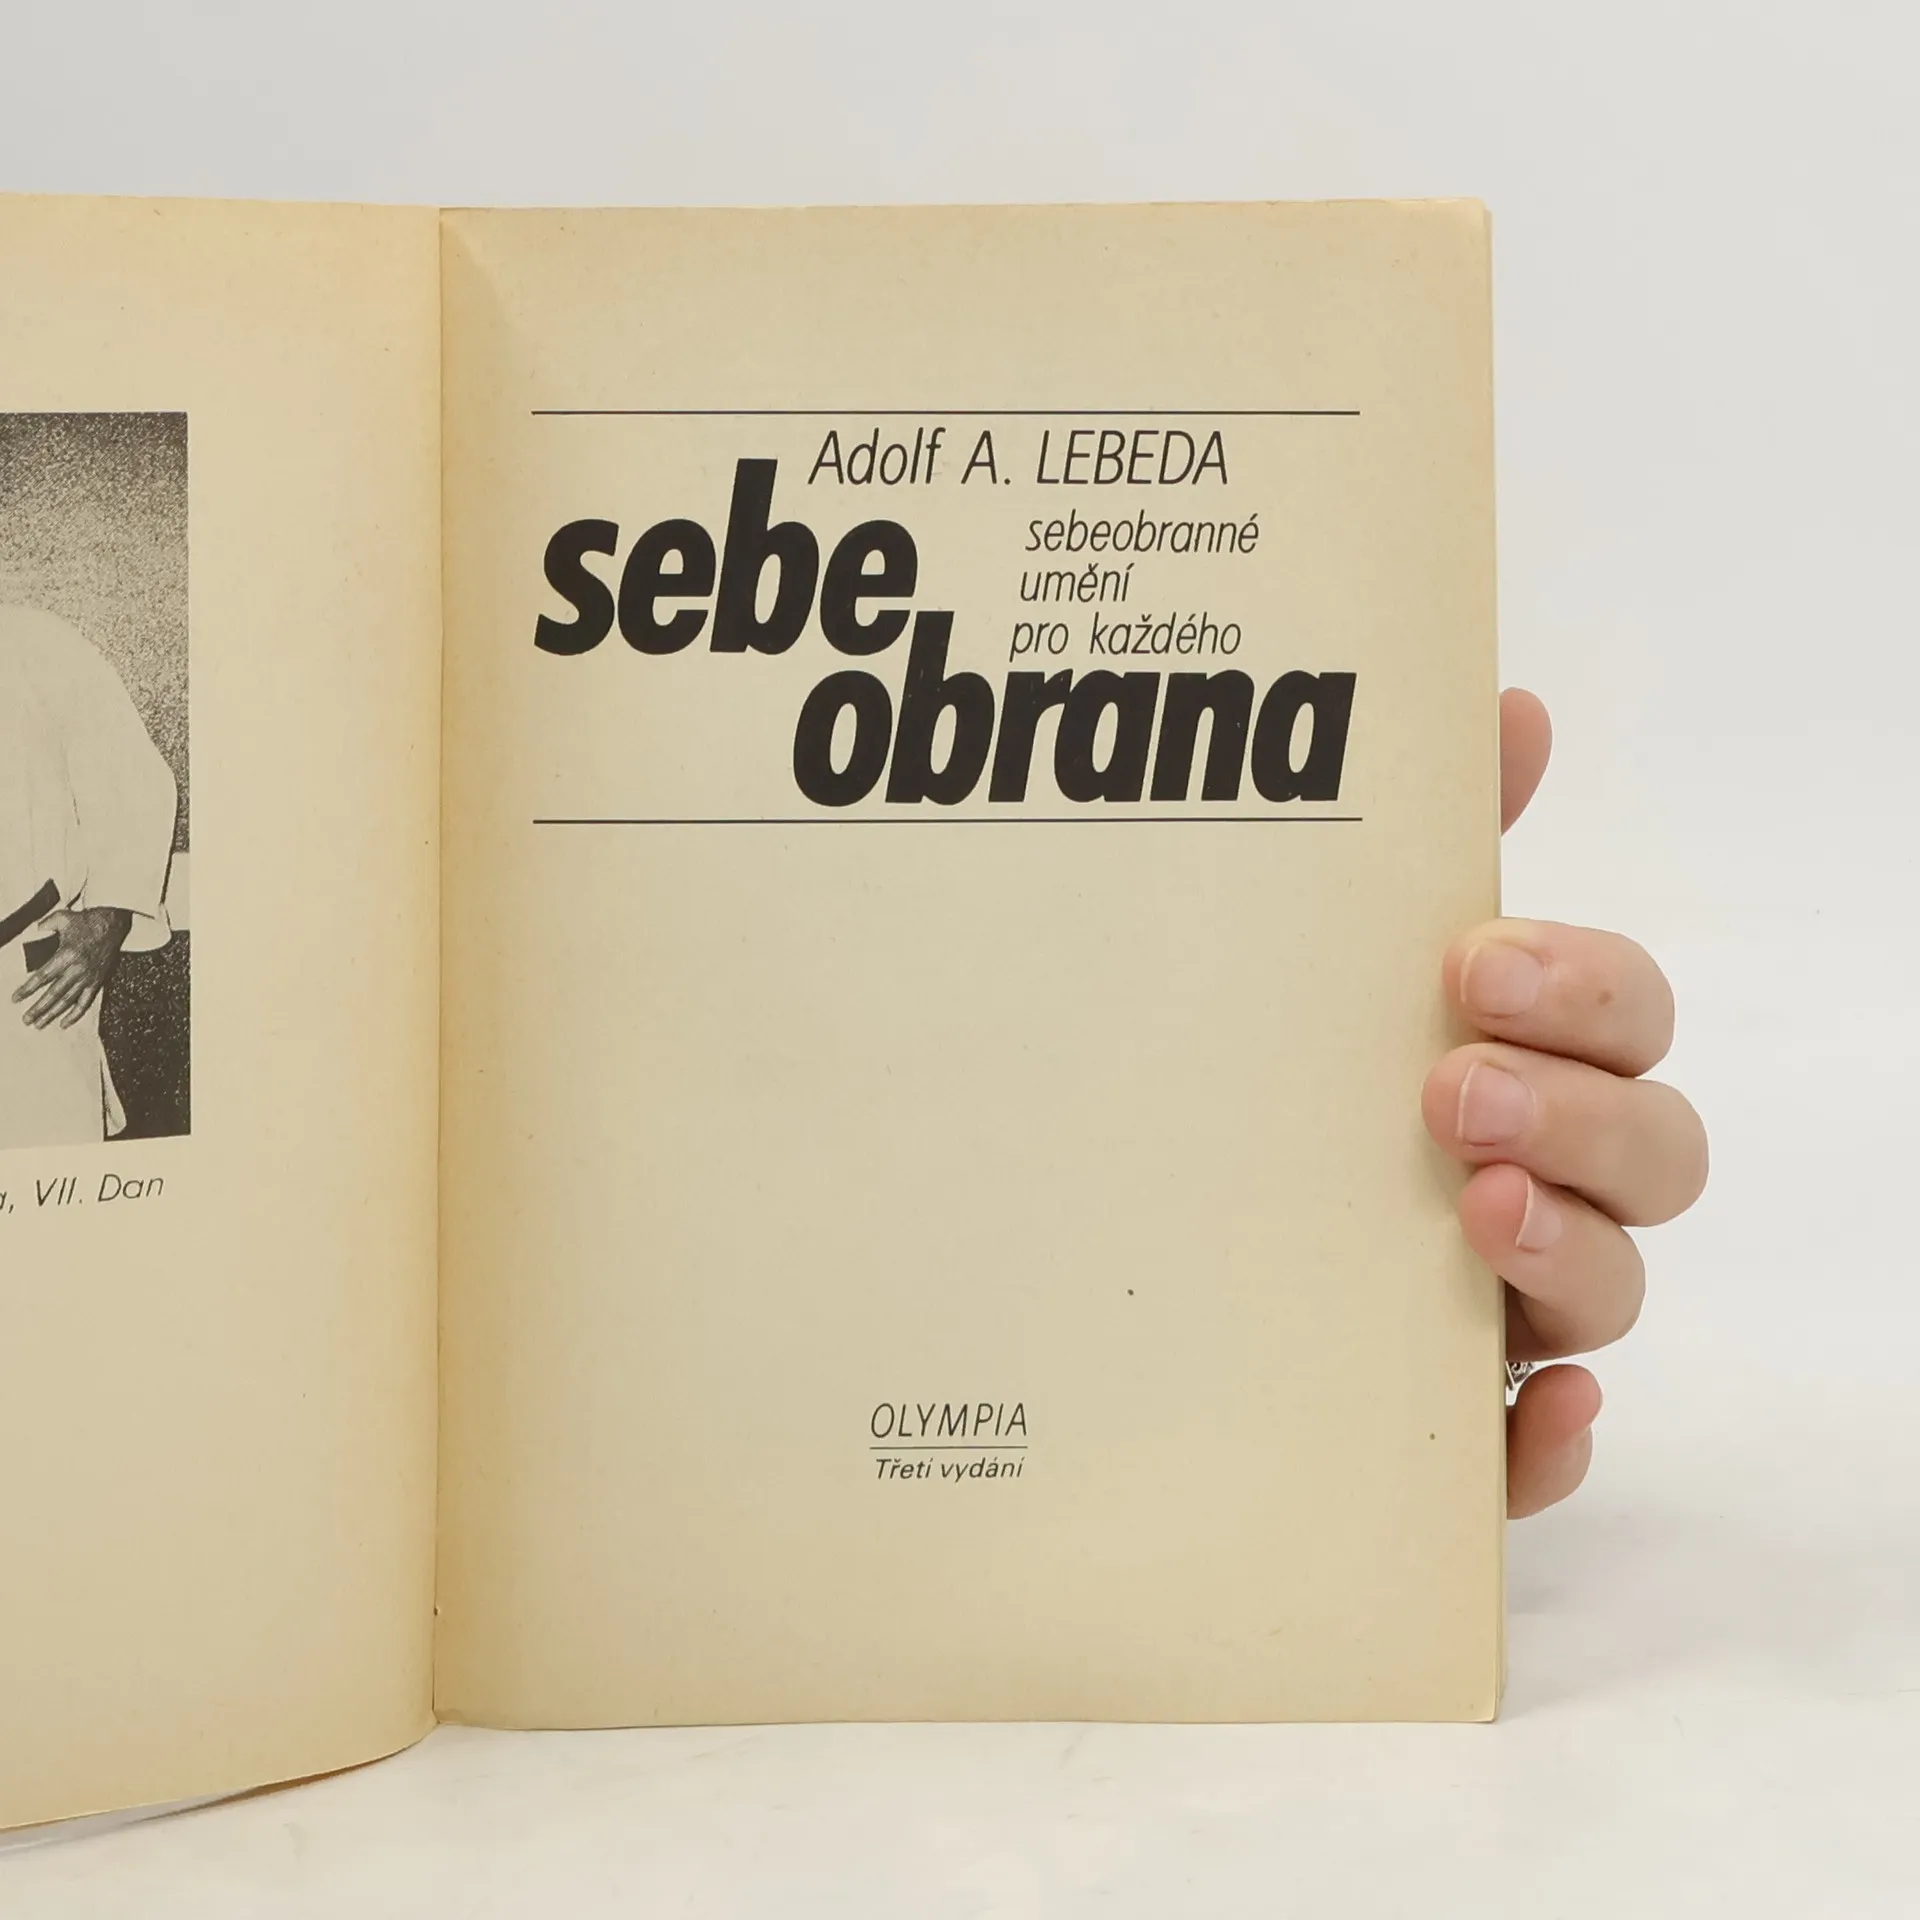 VII. Dan
Adolf A. LEBEDA
sebe
sebeobranné
umění
pro každého
obrana
OLYMPIA
Třetí vydání